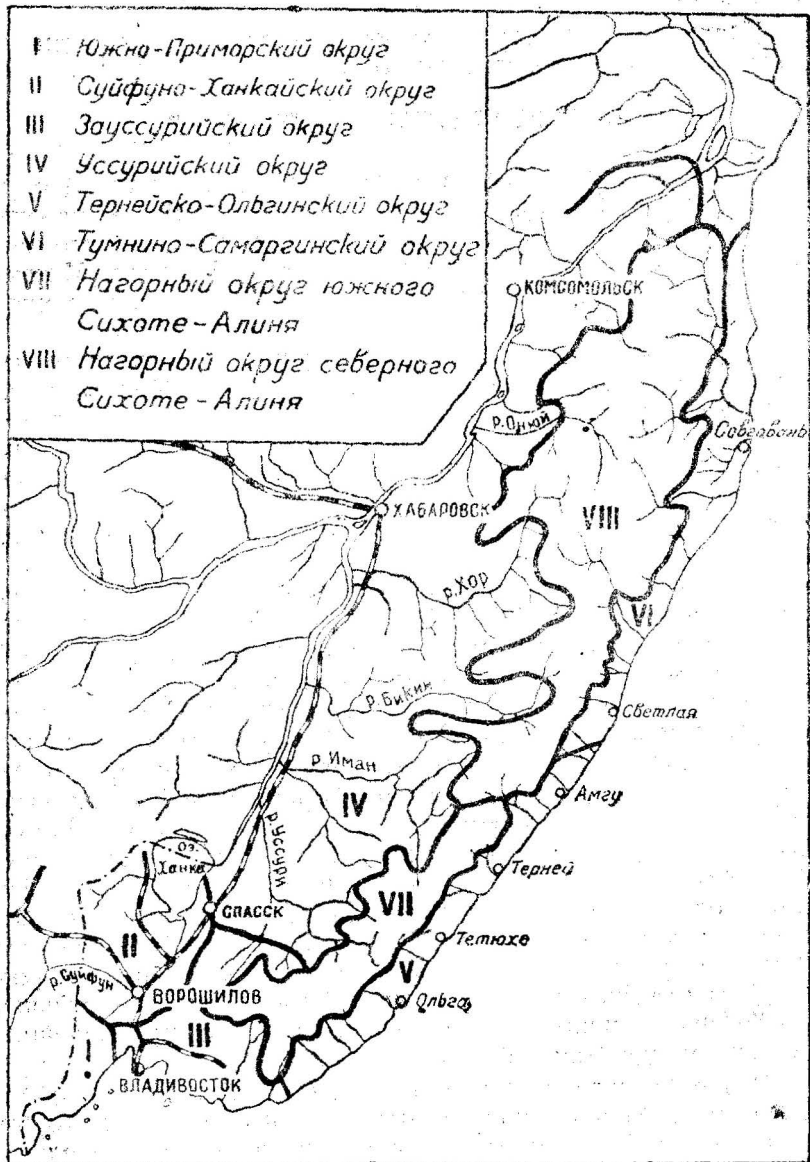 I Южно-Приморский округ
II Суйфуно-Ханкайский округ
III Зауссурийский округ
IV Уссурийский округ
V Тернейско-Ольгинский округ
VI Тумнино-Самаргинский округ
VII Нагорный округ южного
Сихоте-Алиня
VIII Нагорный округ северного
Сихоте-Алиня
КОМСОМОЛЬСК
р.Онюй
Совгавань
ХАБАРОВСК
VIII
р.Хор
VI
р.Бикин
Светлая
р.Иман
Амгу
IV
р.Уссури
Оз.
Ханка
Терней
СПАССК
VII
Тетюхе
II
V
р.Суйфун
ВОРОШИЛОВ
Ольга
III
I
ВЛАДИВОСТОК